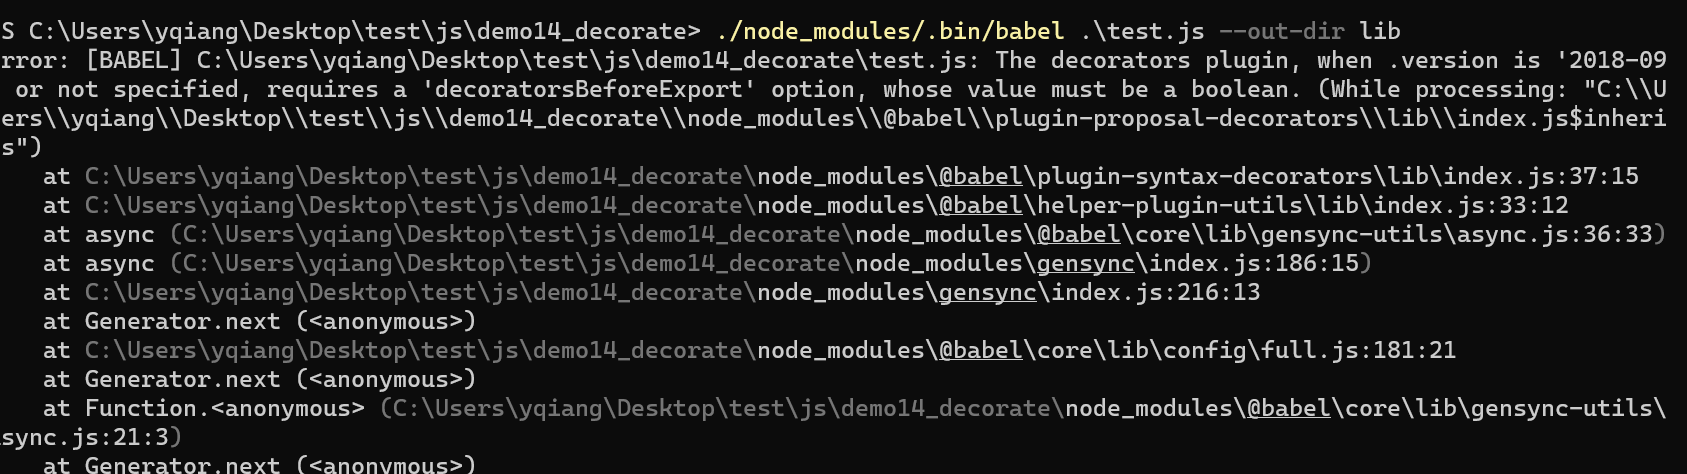 S C:\Users\yqiang\Desktop\test\js\demo14_decorate> ./node_modules/.bin/babel .\test.js --out-dir lib
rror: [BABEL] C:\Users\yqiang\Desktop\test\js\demo14_decorate\test.js: The decorators plugin, when .version is '2018-09
 or not specified, requires a 'decoratorsBeforeExport' option, whose value must be a boolean. (While processing: "C:\\U
ers\\yqiang\\Desktop\\test\\js\\demo14_decorate\\node_modules\\@babel\\plugin-proposal-decorators\\lib\\index.js$inheri
s")
    at C:\Users\yqiang\Desktop\test\js\demo14_decorate\node_modules\@babel\plugin-syntax-decorators\lib\index.js:37:15
    at C:\Users\yqiang\Desktop\test\js\demo14_decorate\node_modules\@babel\helper-plugin-utils\lib\index.js:33:12
    at async (C:\Users\yqiang\Desktop\test\js\demo14_decorate\node_modules\@babel\core\lib\gensync-utils\async.js:36:33)
    at async (C:\Users\yqiang\Desktop\test\js\demo14_decorate\node_modules\gensync\index.js:186:15)
    at C:\Users\yqiang\Desktop\test\js\demo14_decorate\node_modules\gensync\index.js:216:13
    at Generator.next (<anonymous>)
    at C:\Users\yqiang\Desktop\test\js\demo14_decorate\node_modules\@babel\core\lib\config\full.js:181:21
    at Generator.next (<anonymous>)
    at Function.<anonymous> (C:\Users\yqiang\Desktop\test\js\demo14_decorate\node_modules\@babel\core\lib\gensync-utils\
sync.js:21:3)
    at Generator.next (<anonymous>)